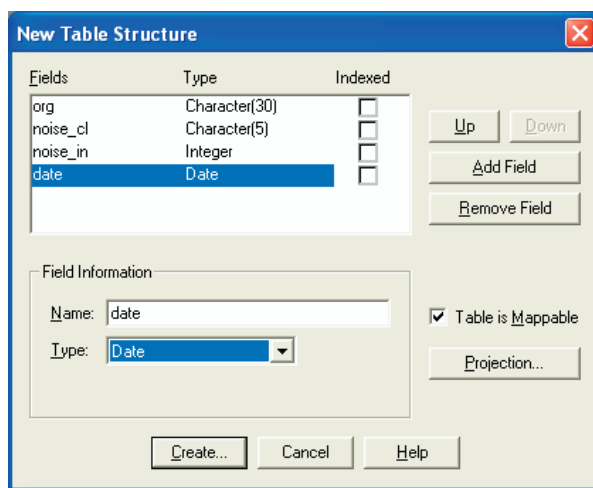 New Table Structure
Fields Type Indexed
org Character(30)
noise_cl Character(5)
noise_in Integer
date Date
Up Down
Add Field
Remove Field
Field Information
Name: date
Type: Date
Table is Mappable
Projection...
Create... Cancel Help